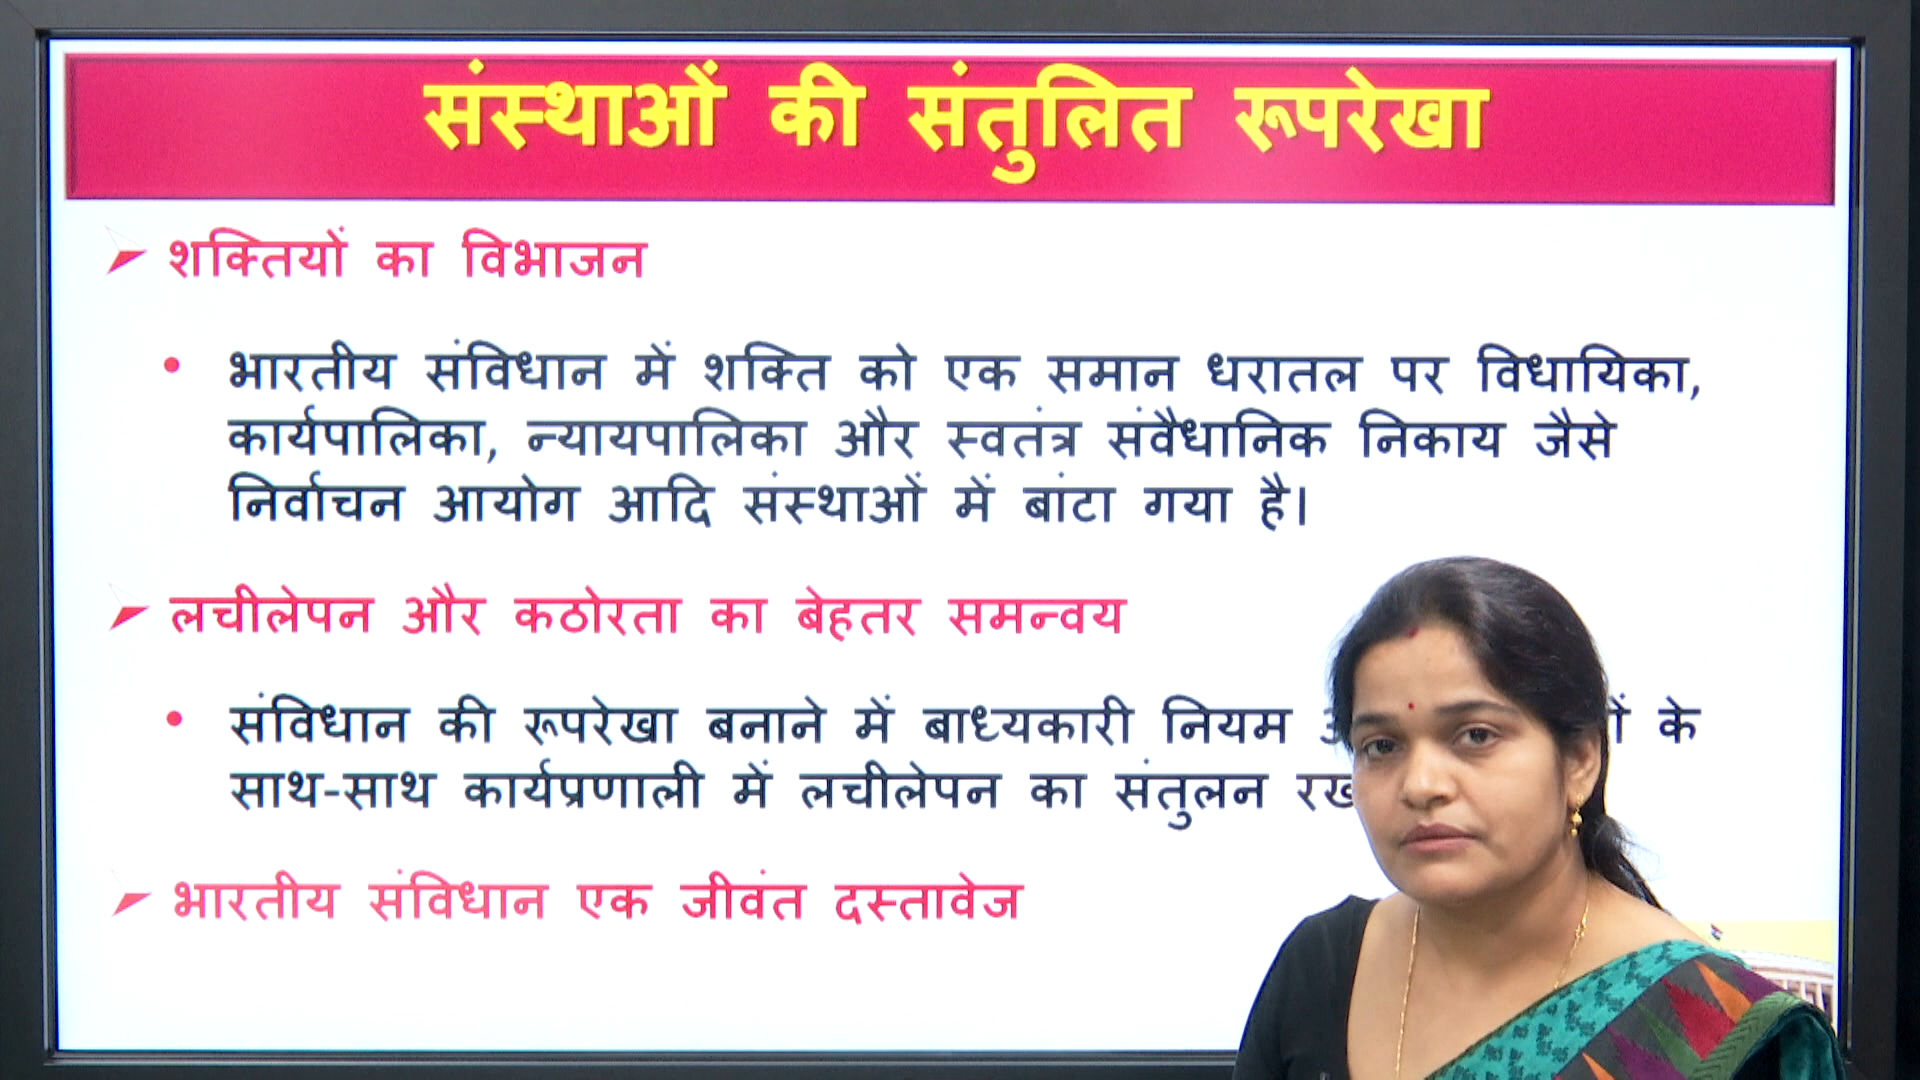 संस्थाओं की संतुलित रूपरेखा
शक्तियों का विभाजन
भारतीय संविधान में शक्ति को एक समान धरातल पर विधायिका,
कार्यपालिका, न्यायपालिका और स्वतंत्र संवैधानिक निकाय जैसे
निर्वाचन आयोग आदि संस्थाओं में बांटा गया है।
लचीलेपन और कठोरता का बेहतर समन्वय
संविधान की रूपरेखा बनाने में बाध्यकारी नियम के
साथ-साथ कार्यप्रणाली में लचीलेपन का संतुलन
भारतीय संविधान एक जीवंत दस्तावेज